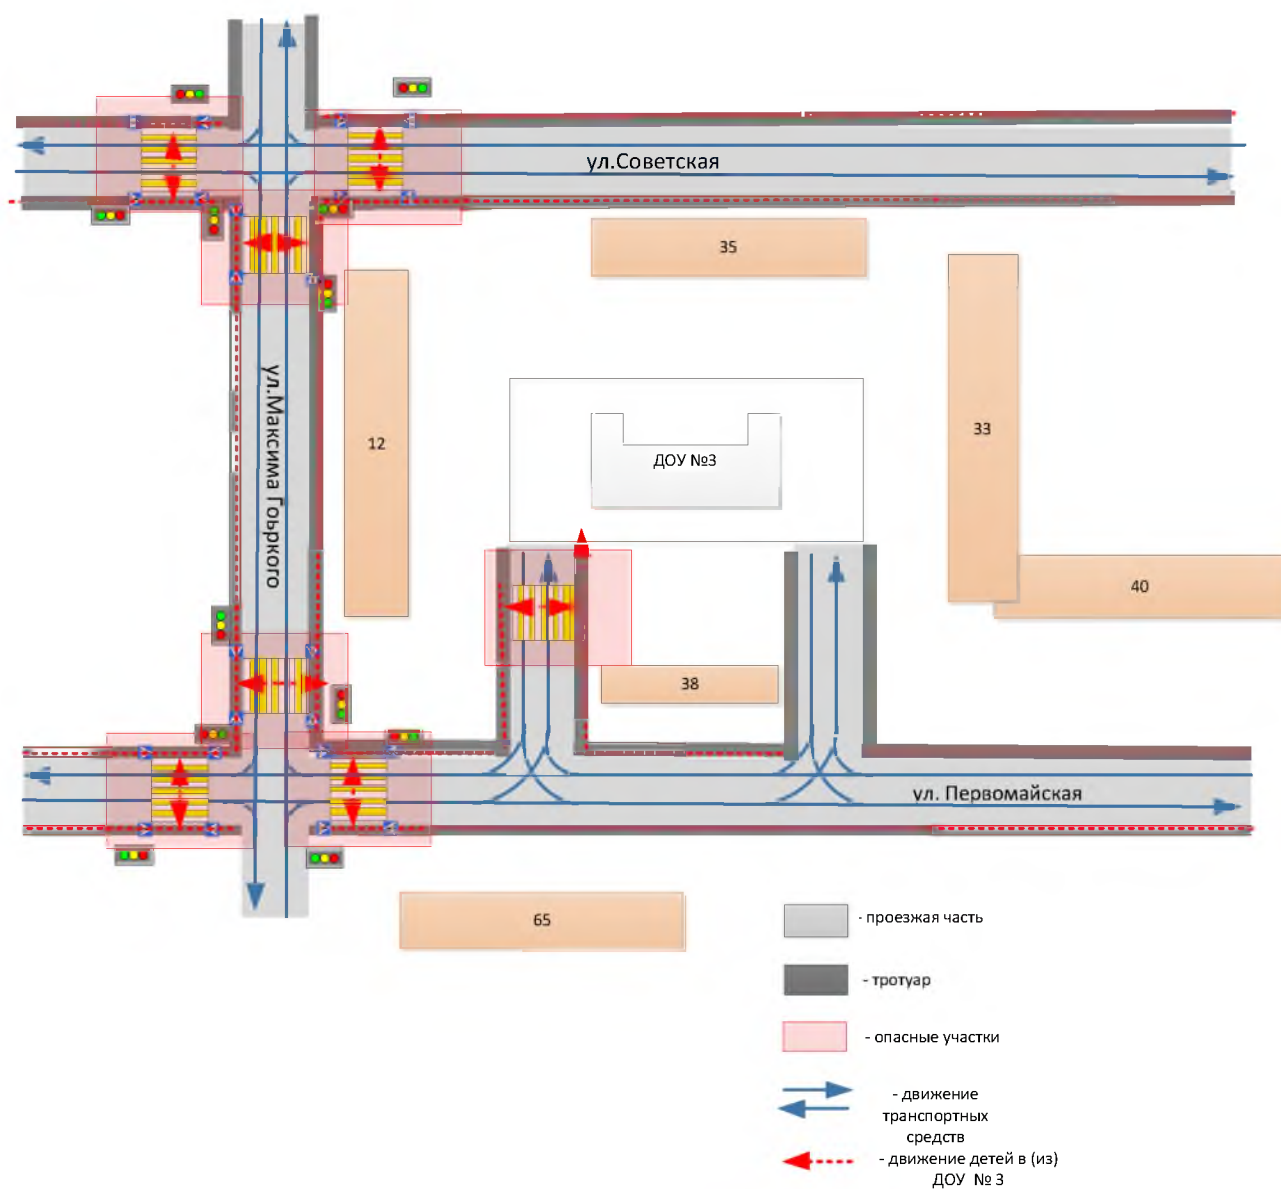 ул.Советская
35
ул.Максима Гоьркого
12
33
ДОУ №3
40
38
ул. Первомайская
65
- проезжая часть
- тротуар
- опасные участки
- движение
транспортных
средств
- движение детей в (из)
ДОУ № 3